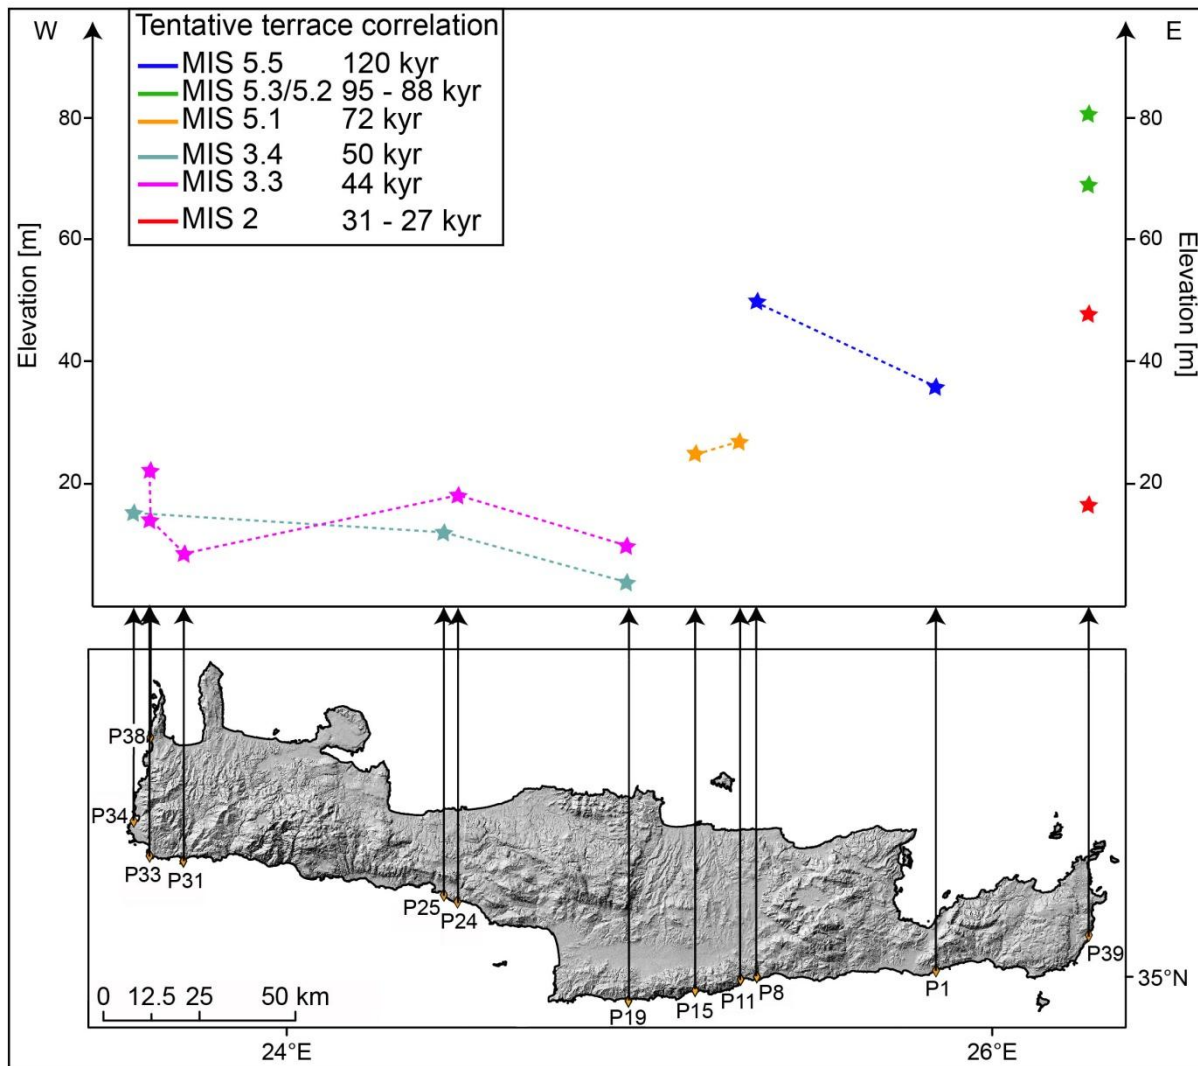 W
E
Tentative terrace correlation
MIS 5.5 120 kyr
MIS 5.3/5.2 95 - 88 kyr
MIS 5.1 72 kyr
MIS 3.4 50 kyr
MIS 3.3 44 kyr
MIS 2 31 - 27 kyr
80
60
40
20
Elevation [m]
80
60
40
20
Elevation [m]
P38
P34
P33
P31
P25
P24
P19
P15
P11
P8
P1
P39
35°N
0 12.5 25 50 km
24°E
26°E